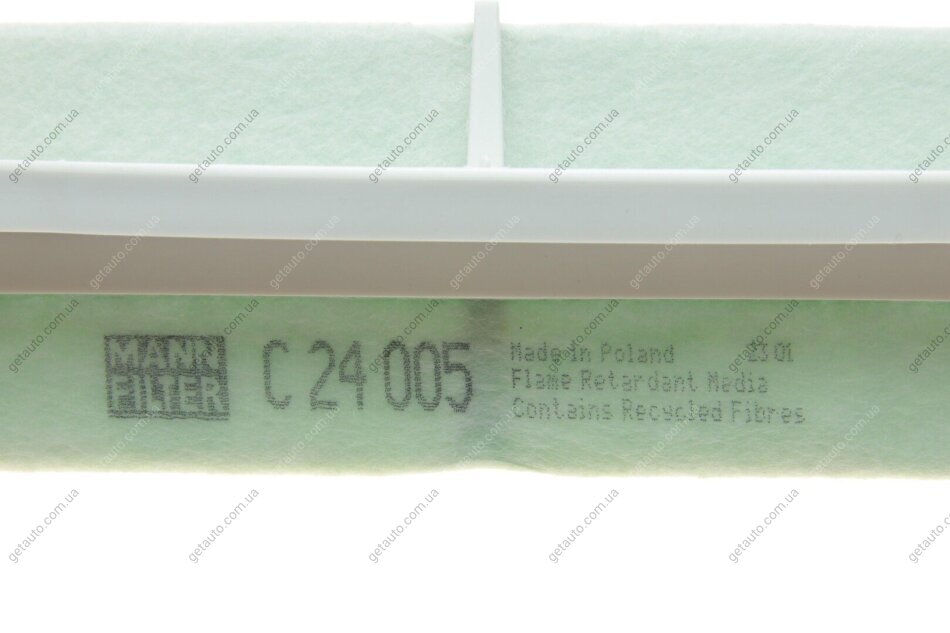 MANN
FILTER
C 24 005
Made in Poland 23 01
Flame Retardant Media
Contains Recycled Fibres
getauto.com.ua